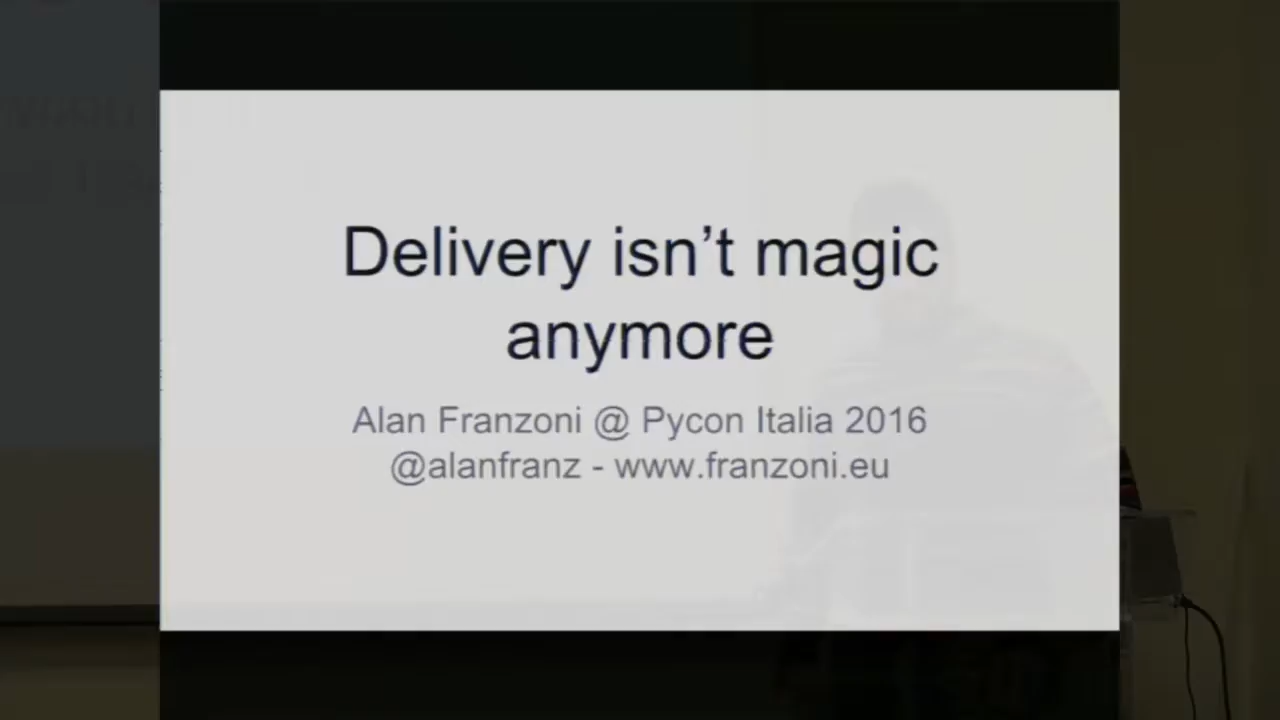 Delivery isn’t magic
anymore
Alan Franzoni @ Pycon Italia 2016
@alanfranz - www.franzoni.eu